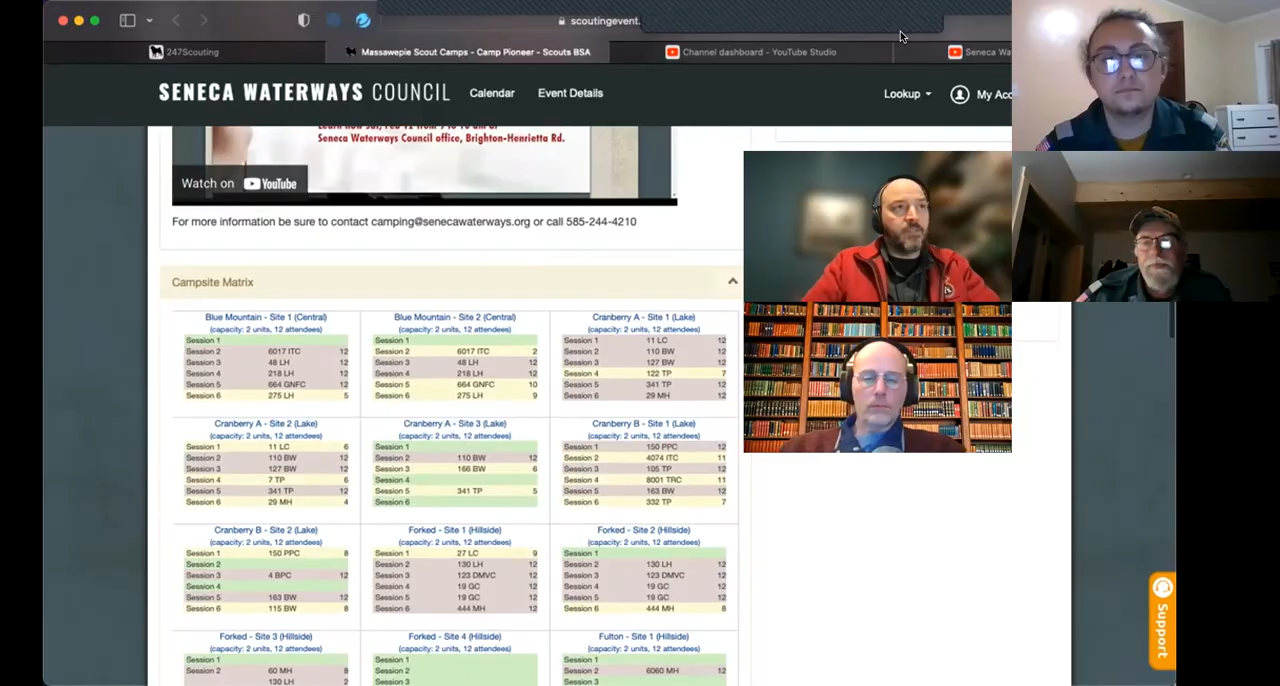 scoutingevent.
247Scouting
Massawepie Scout Camps - Camp Pioneer - Scouts BSA
Channel dashboard - YouTube Studio
Seneca Wa
SENECA WATERWAYS COUNCIL
Calendar
Event Details
Lookup
My Acc
Seneca Waterways Council office, Brighton-Henrietta Rd.
Watch on YouTube
For more information be sure to contact camping@senecawaterways.org or call 585-244-4210
Campsite Matrix
Blue Mountain - Site 1 (Central)
(capacity: 2 units, 12 attendees)
Session 1
Session 2 6017 ITC 12
Session 3 48 LH 12
Session 4 218 LH 12
Session 5 664 GNFC 12
Session 6 275 LH 5
Blue Mountain - Site 2 (Central)
(capacity: 2 units, 12 attendees)
Session 1
Session 2 6017 ITC 2
Session 3 48 LH 12
Session 4 218 LH 12
Session 5 664 GNFC 10
Session 6 275 LH 9
Cranberry A - Site 1 (Lake)
(capacity: 2 units, 12 attendees)
Session 1 11 LC 12
Session 2 110 BW 12
Session 3 127 BW 12
Session 4 122 TP 7
Session 5 341 TP 12
Session 6 29 MH 12
Cranberry A - Site 2 (Lake)
(capacity: 2 units, 12 attendees)
Session 1 11 LC 6
Session 2 110 BW 12
Session 3 127 BW 12
Session 4 7 TP 6
Session 5 341 TP 12
Session 6 29 MH 4
Cranberry A - Site 3 (Lake)
(capacity: 2 units, 12 attendees)
Session 1
Session 2 110 BW 12
Session 3 166 BW 6
Session 4
Session 5 341 TP 5
Session 6
Cranberry B - Site 1 (Lake)
(capacity: 2 units, 12 attendees)
Session 1 150 PPC 12
Session 2 4074 ITC 11
Session 3 105 TP 12
Session 4 8001 TRC 11
Session 5 163 BW 12
Session 6 332 TP 7
Cranberry B - Site 2 (Lake)
(capacity: 2 units, 12 attendees)
Session 1 150 PPC 8
Session 2
Session 3 4 BPC 12
Session 4
Session 5 163 BW 12
Session 6 115 BW 8
Forked - Site 1 (Hillside)
(capacity: 2 units, 12 attendees)
Session 1 27 LC 9
Session 2 130 LH 12
Session 3 123 DMVC 12
Session 4 19 GC 12
Session 5 19 GC 12
Session 6 444 MH 12
Forked - Site 2 (Hillside)
(capacity: 2 units, 12 attendees)
Session 1
Session 2 130 LH 12
Session 3 123 DMVC 12
Session 4 19 GC 12
Session 5 19 GC 12
Session 6 444 MH 8
Forked - Site 3 (Hillside)
(capacity: 2 units, 12 attendees)
Session 1
Session 2 60 MH 8
130 LH 2
Forked - Site 4 (Hillside)
(capacity: 2 units, 12 attendees)
Session 1
Session 2
Session 3
Fulton - Site 1 (Hillside)
(capacity: 2 units, 12 attendees)
Session 1
Session 2 6060 MH 12
Session 3
Support